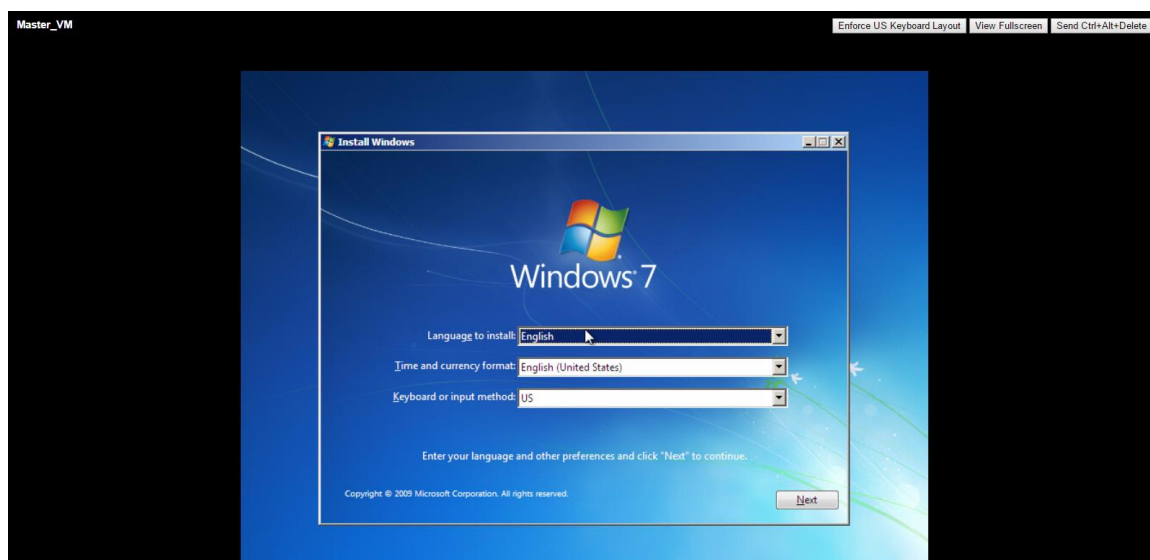 Master_VM
Enforce US Keyboard Layout View Fullscreen Send Ctrl+Alt+Delete
Install Windows
Windows 7
Language to install: English
Time and currency format: English (United States)
Keyboard or input method: US
Enter your language and other preferences and click "Next" to continue.
Copyright © 2009 Microsoft Corporation. All rights reserved.
Next